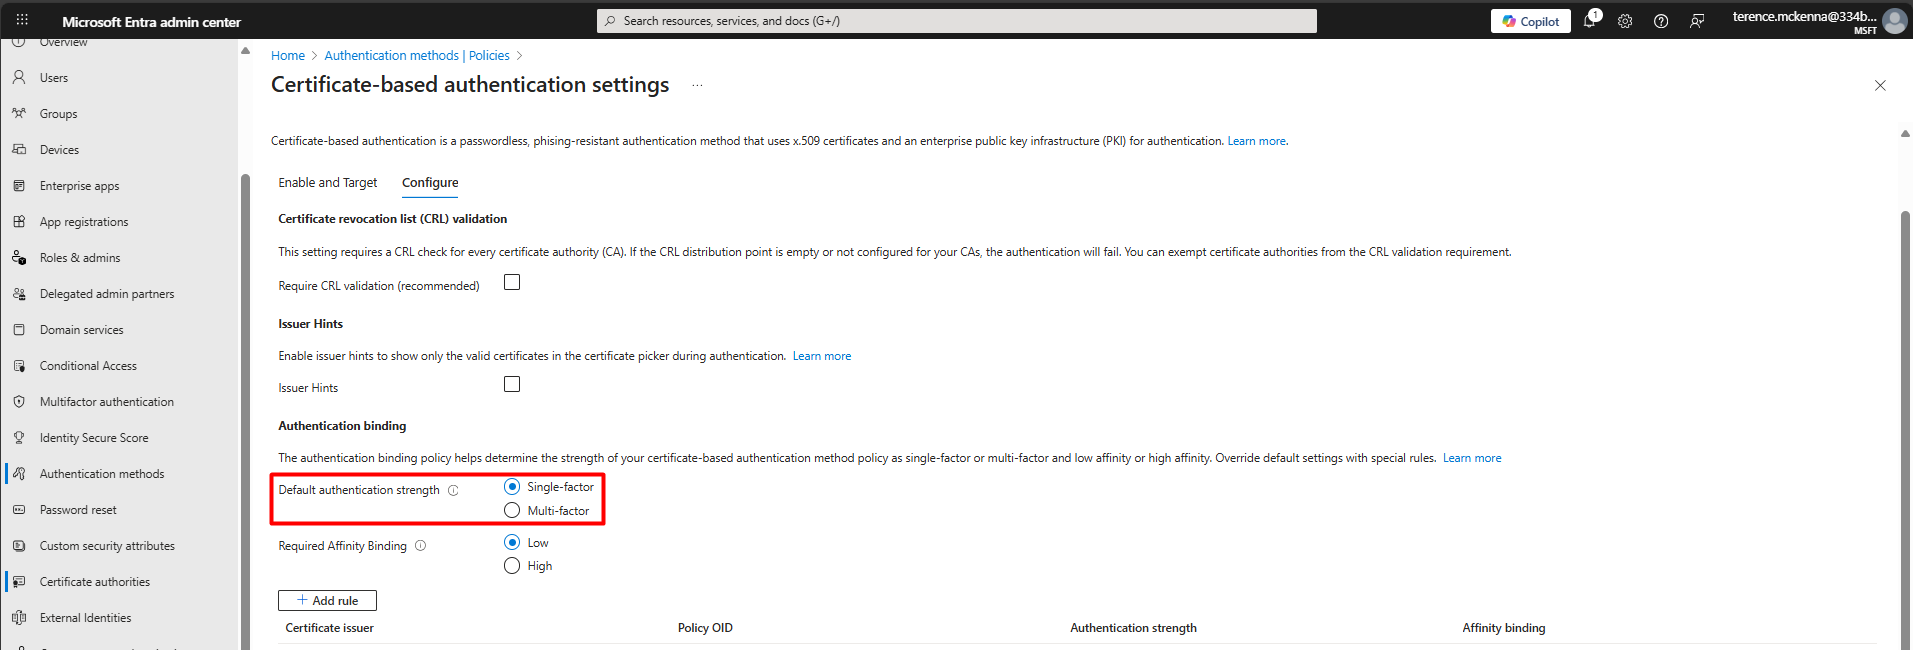 Microsoft Entra admin center
Search resources, services, and docs (G+/)
Copilot
1
terence.mckenna@334b...
MSFT
Overview
Users
Groups
Devices
Enterprise apps
App registrations
Roles & admins
Delegated admin partners
Domain services
Conditional Access
Multifactor authentication
Identity Secure Score
Authentication methods
Password reset
Custom security attributes
Certificate authorities
External Identities
Home > Authentication methods | Policies >
Certificate-based authentication settings ...
Certificate-based authentication is a passwordless, phising-resistant authentication method that uses x.509 certificates and an enterprise public key infrastructure (PKI) for authentication. Learn more.
Enable and Target Configure
Certificate revocation list (CRL) validation
This setting requires a CRL check for every certificate authority (CA). If the CRL distribution point is empty or not configured for your CAs, the authentication will fail. You can exempt certificate authorities from the CRL validation requirement.
Require CRL validation (recommended)
Issuer Hints
Enable issuer hints to show only the valid certificates in the certificate picker during authentication. Learn more
Issuer Hints
Authentication binding
The authentication binding policy helps determine the strength of your certificate-based authentication method policy as single-factor or multi-factor and low affinity or high affinity. Override default settings with special rules. Learn more
Default authentication strength Single-factor
Multi-factor
Required Affinity Binding Low
High
+ Add rule
Certificate issuer Policy OID Authentication strength Affinity binding